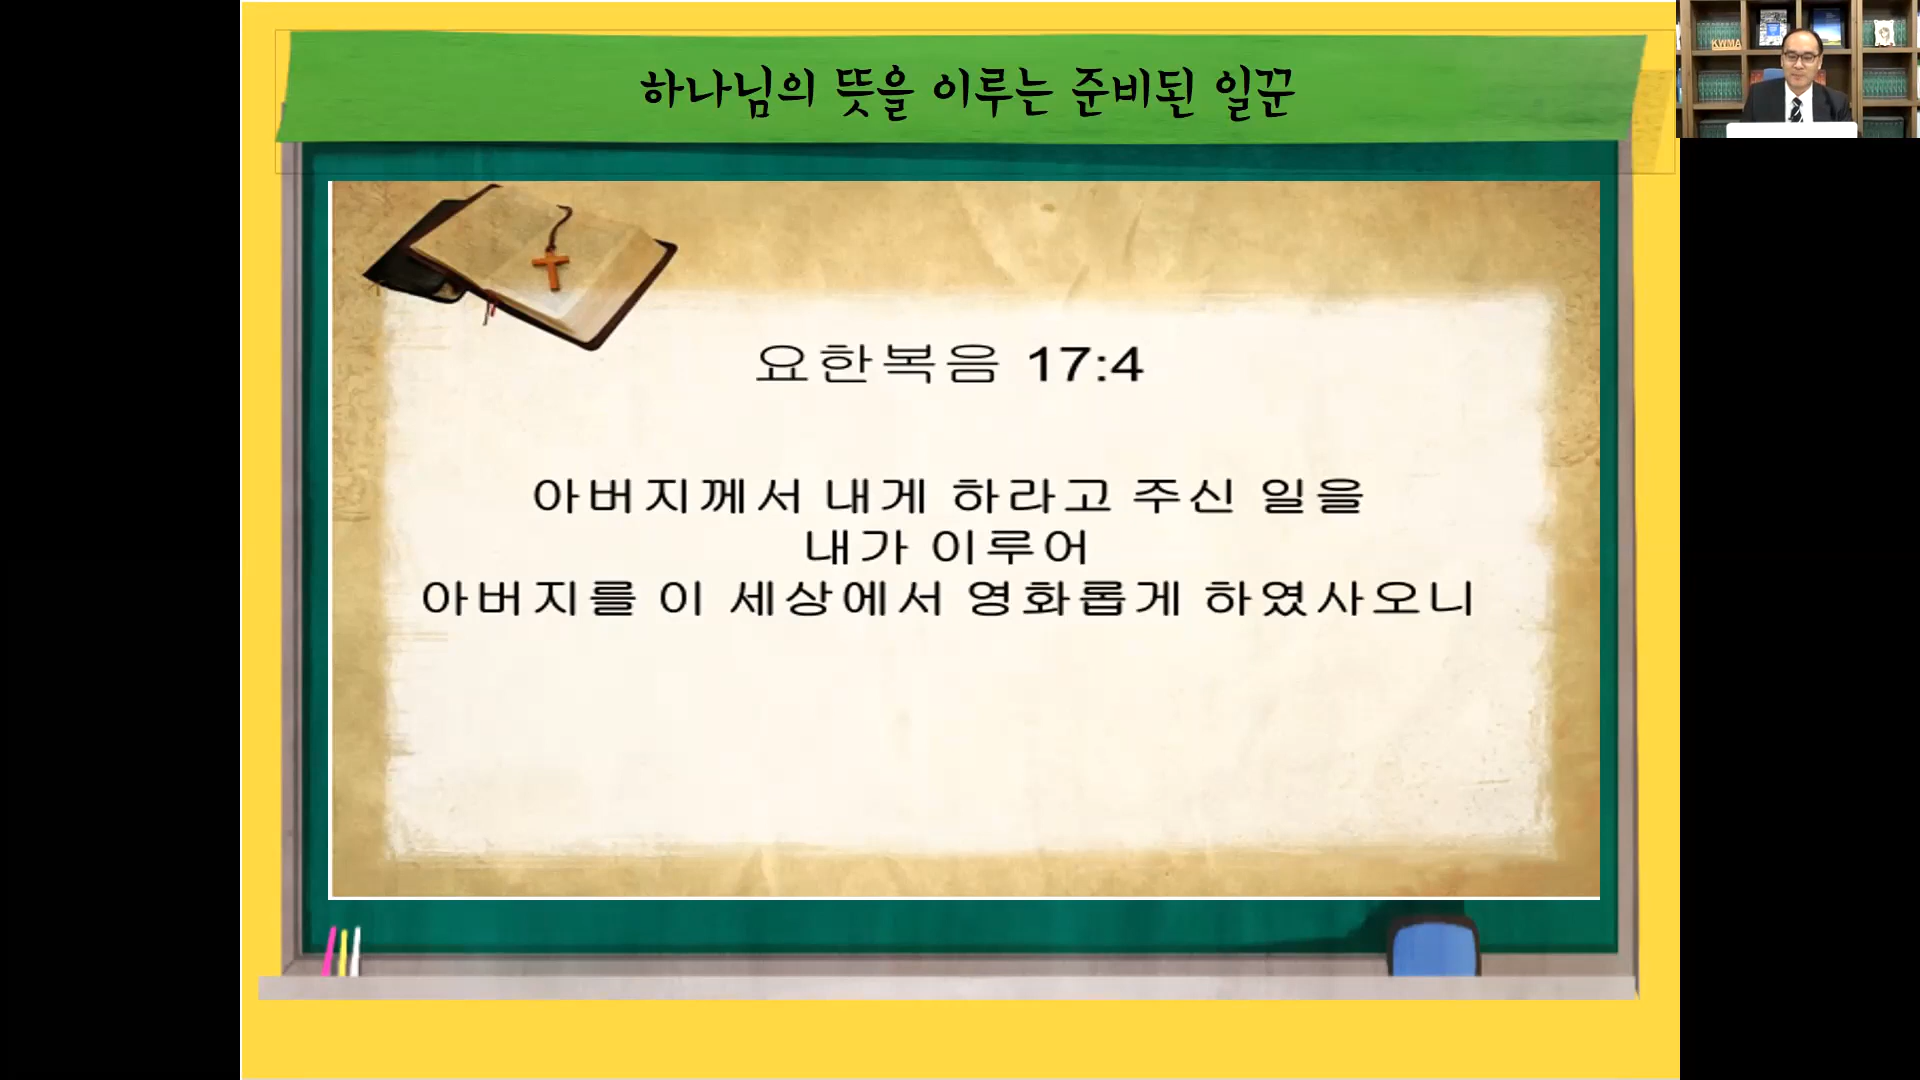 하나님의 뜻을 이루는 준비된 일꾼
KWMA
요한복음 17:4
아버지께서 내게 하라고 주신 일을
내가 이루어
아버지를 이 세상에서 영화롭게 하였사오니